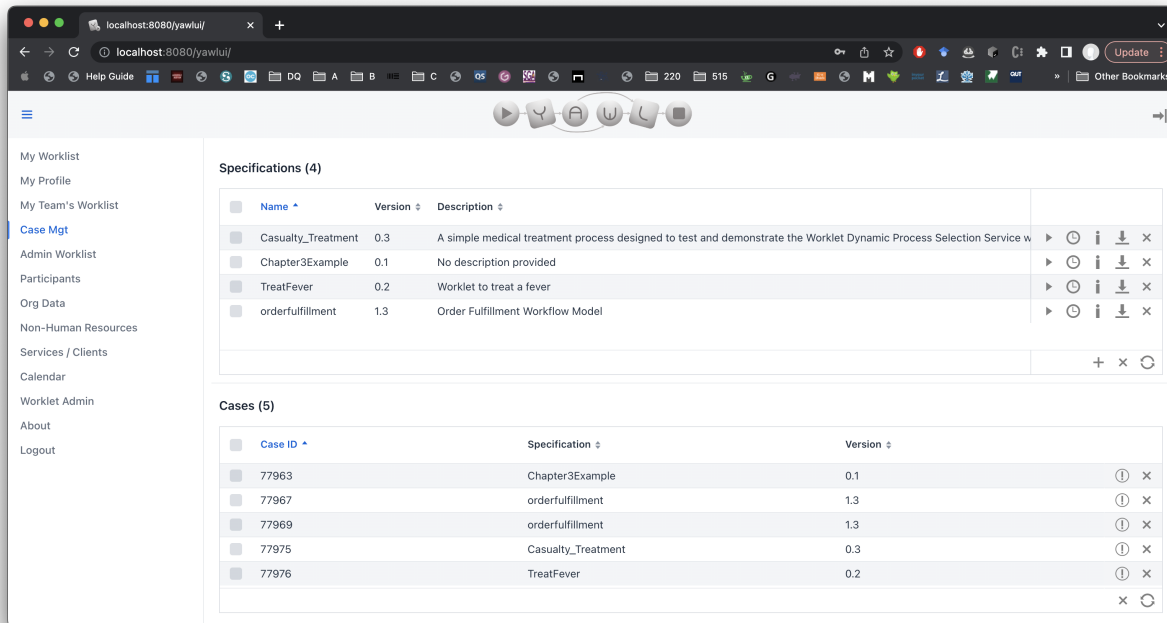 localhost:8080/yawlui/
localhost:8080/yawlui/
Update
Help Guide
DQ
A
B
C
QS
220
515
G
M
QUT
»
Other Bookmarks
Y A W L
My Worklist
My Profile
My Team's Worklist
Case Mgt
Admin Worklist
Participants
Org Data
Non-Human Resources
Services / Clients
Calendar
Worklet Admin
About
Logout
Specifications (4)
Name Version Description
Casualty_Treatment 0.3 A simple medical treatment process designed to test and demonstrate the Worklet Dynamic Process Selection Service w
Chapter3Example 0.1 No description provided
TreatFever 0.2 Worklet to treat a fever
orderfulfillment 1.3 Order Fulfillment Workflow Model
Cases (5)
Case ID Specification Version
77963 Chapter3Example 0.1
77967 orderfulfillment 1.3
77969 orderfulfillment 1.3
77975 Casualty_Treatment 0.3
77976 TreatFever 0.2